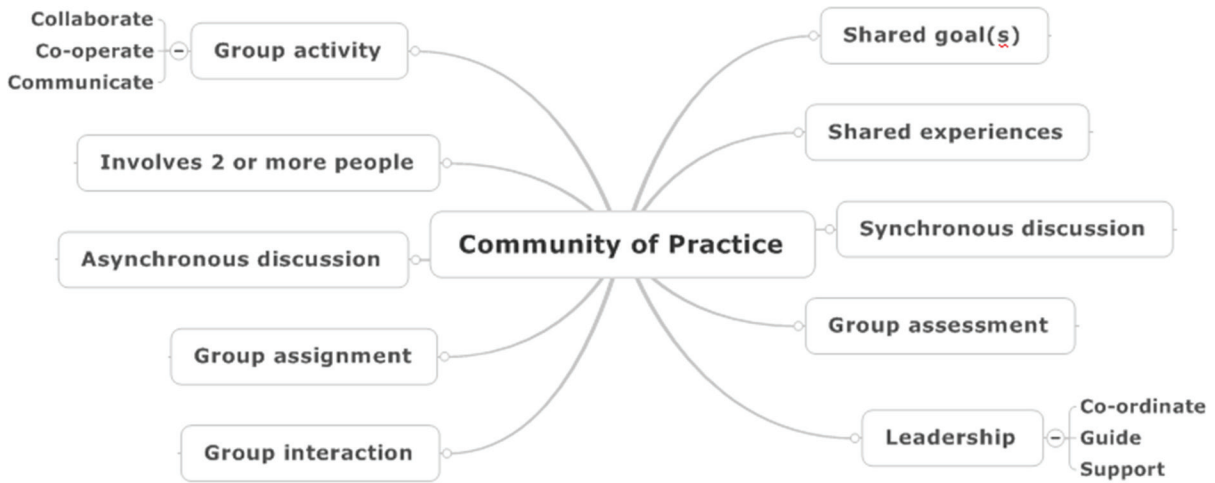 Collaborate
Co-operate
Communicate
Group activity
Involves 2 or more people
Asynchronous discussion
Group assignment
Group interaction
Community of Practice
Shared goal(s)
Shared experiences
Synchronous discussion
Group assessment
Leadership
Co-ordinate
Guide
Support